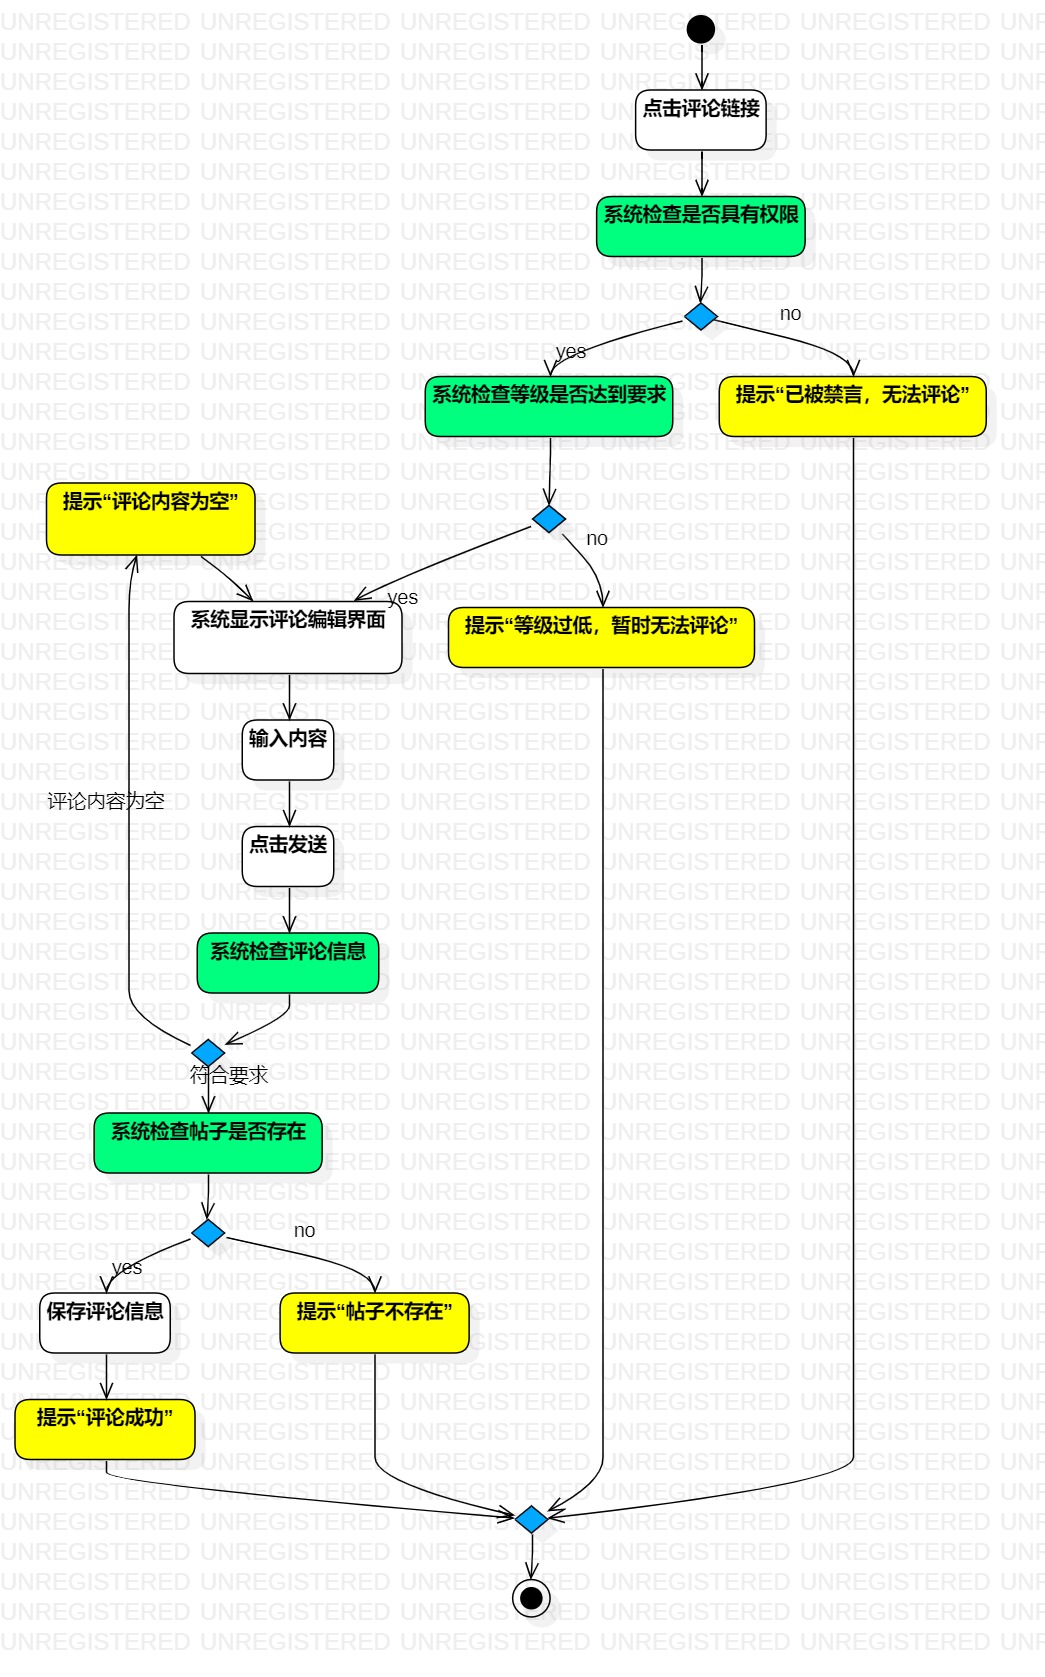 点击评论链接
系统检查是否具有权限
no
yes
系统检查等级是否达到要求
提示“已被禁言，无法评论”
提示“评论内容为空”
no
yes
系统显示评论编辑界面
提示“等级过低，暂时无法评论”
输入内容
评论内容为空
点击发送
系统检查评论信息
符合要求
系统检查帖子是否存在
no
yes
保存评论信息
提示“帖子不存在”
提示“评论成功”
UNREGISTERED